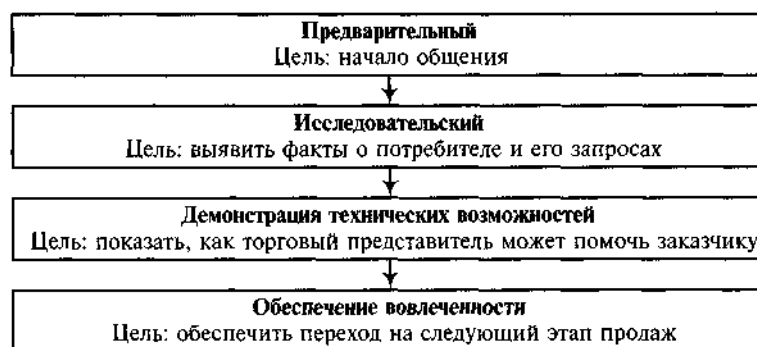 Предварительный
Цель: начало общения
Исследовательский
Цель: выявить факты о потребителе и его запросах
Демонстрация технических возможностей
Цель: показать, как торговый представитель может помочь заказчику
Обеспечение вовлеченности
Цель: обеспечить переход на следующий этап продаж